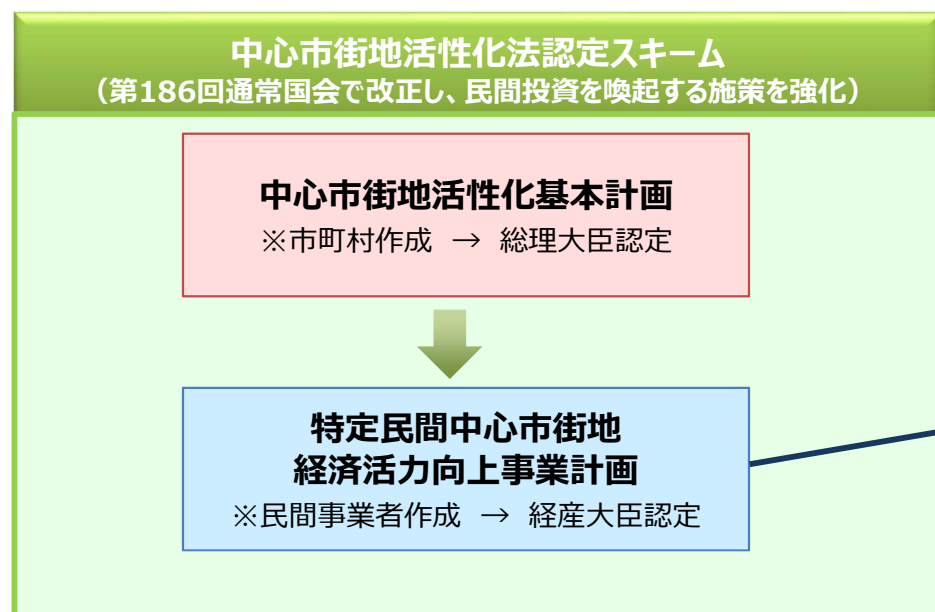 中心市街地活性化法認定スキーム
（第186回通常国会で改正し、民間投資を喚起する施策を強化）
中心市街地活性化基本計画
※市町村作成 → 総理大臣認定
特定民間中心市街地
経済活力向上事業計画
※民間事業者作成 → 経産大臣認定